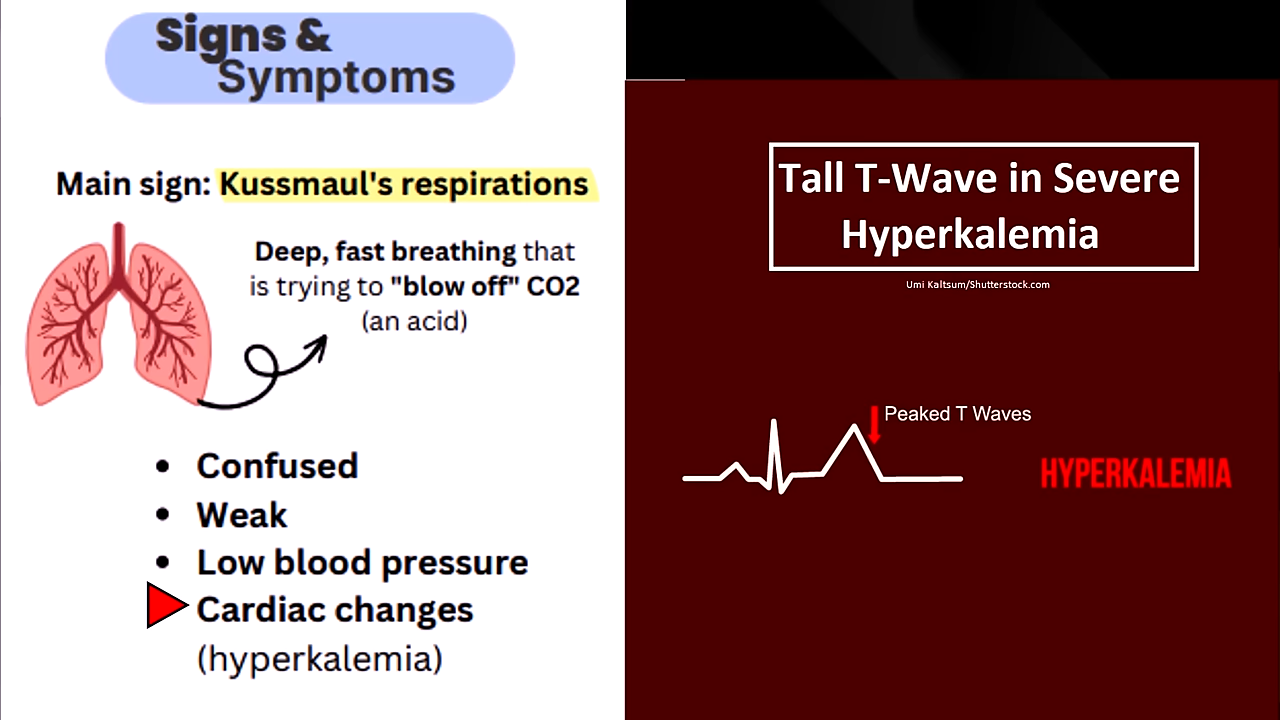 Signs &
Symptoms
Main sign: Kussmaul's respirations
Deep, fast breathing that
is trying to "blow off" CO2
(an acid)
• Confused
• Weak
• Low blood pressure
Cardiac changes
(hyperkalemia)
Tall T-Wave in Severe
Hyperkalemia
Umi Kaltsum/Shutterstock.com
Peaked T Waves
HYPERKALEMIA